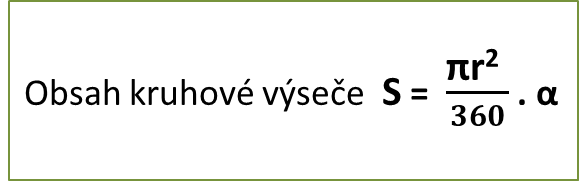 Obsah kruhové výseče S = πr²/360 . α